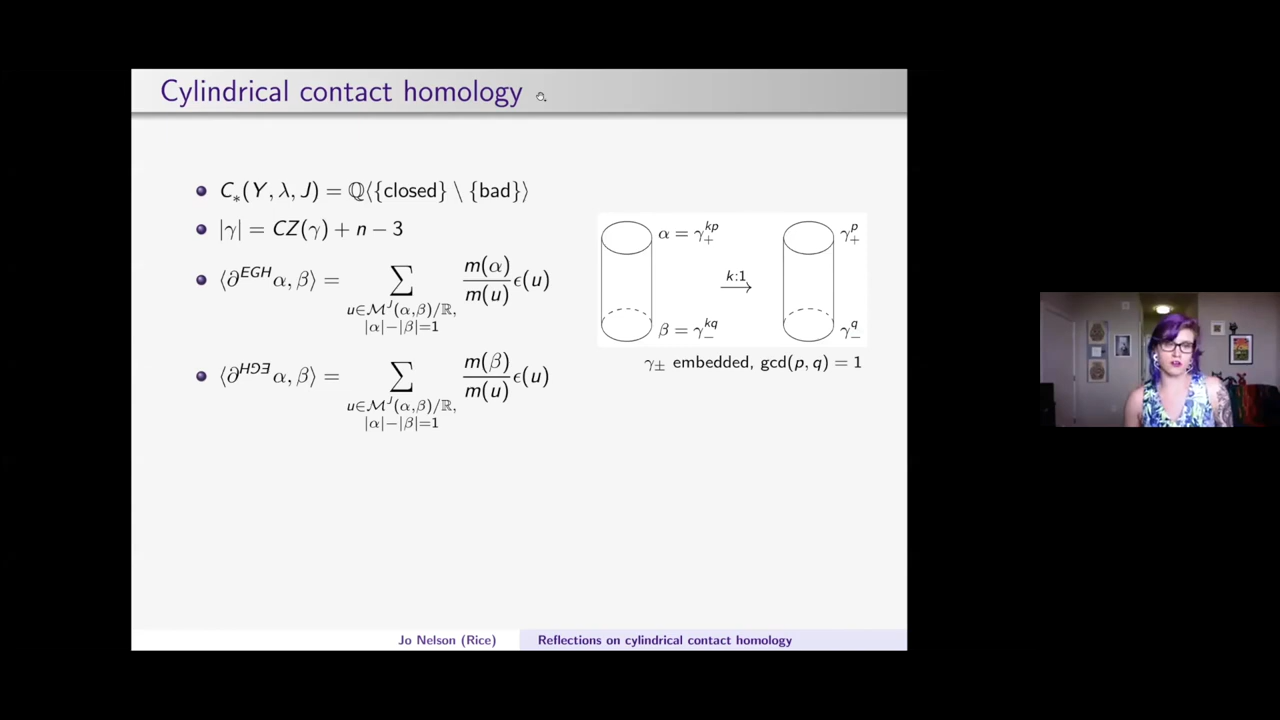 Cylindrical contact homology
C_*(Y, λ, J) = ℚ⟨{closed} \ {bad}⟩
|γ| = CZ(γ) + n − 3
⟨∂^{EGH} α, β⟩ = ∑_{u∈ℳ^J(α,β)/ℝ, |α|−|β|=1} m(α)/m(u) ε(u)
⟨∂^{HƏƎ} α, β⟩ = ∑_{u∈ℳ^J(α,β)/ℝ, |α|−|β|=1} m(β)/m(u) ε(u)
α = γ_+^{kp}
k:1
γ_+^p
β = γ_−^{kq}
γ_−^q
γ_± embedded, gcd(p, q) = 1
Jo Nelson (Rice)
Reflections on cylindrical contact homology